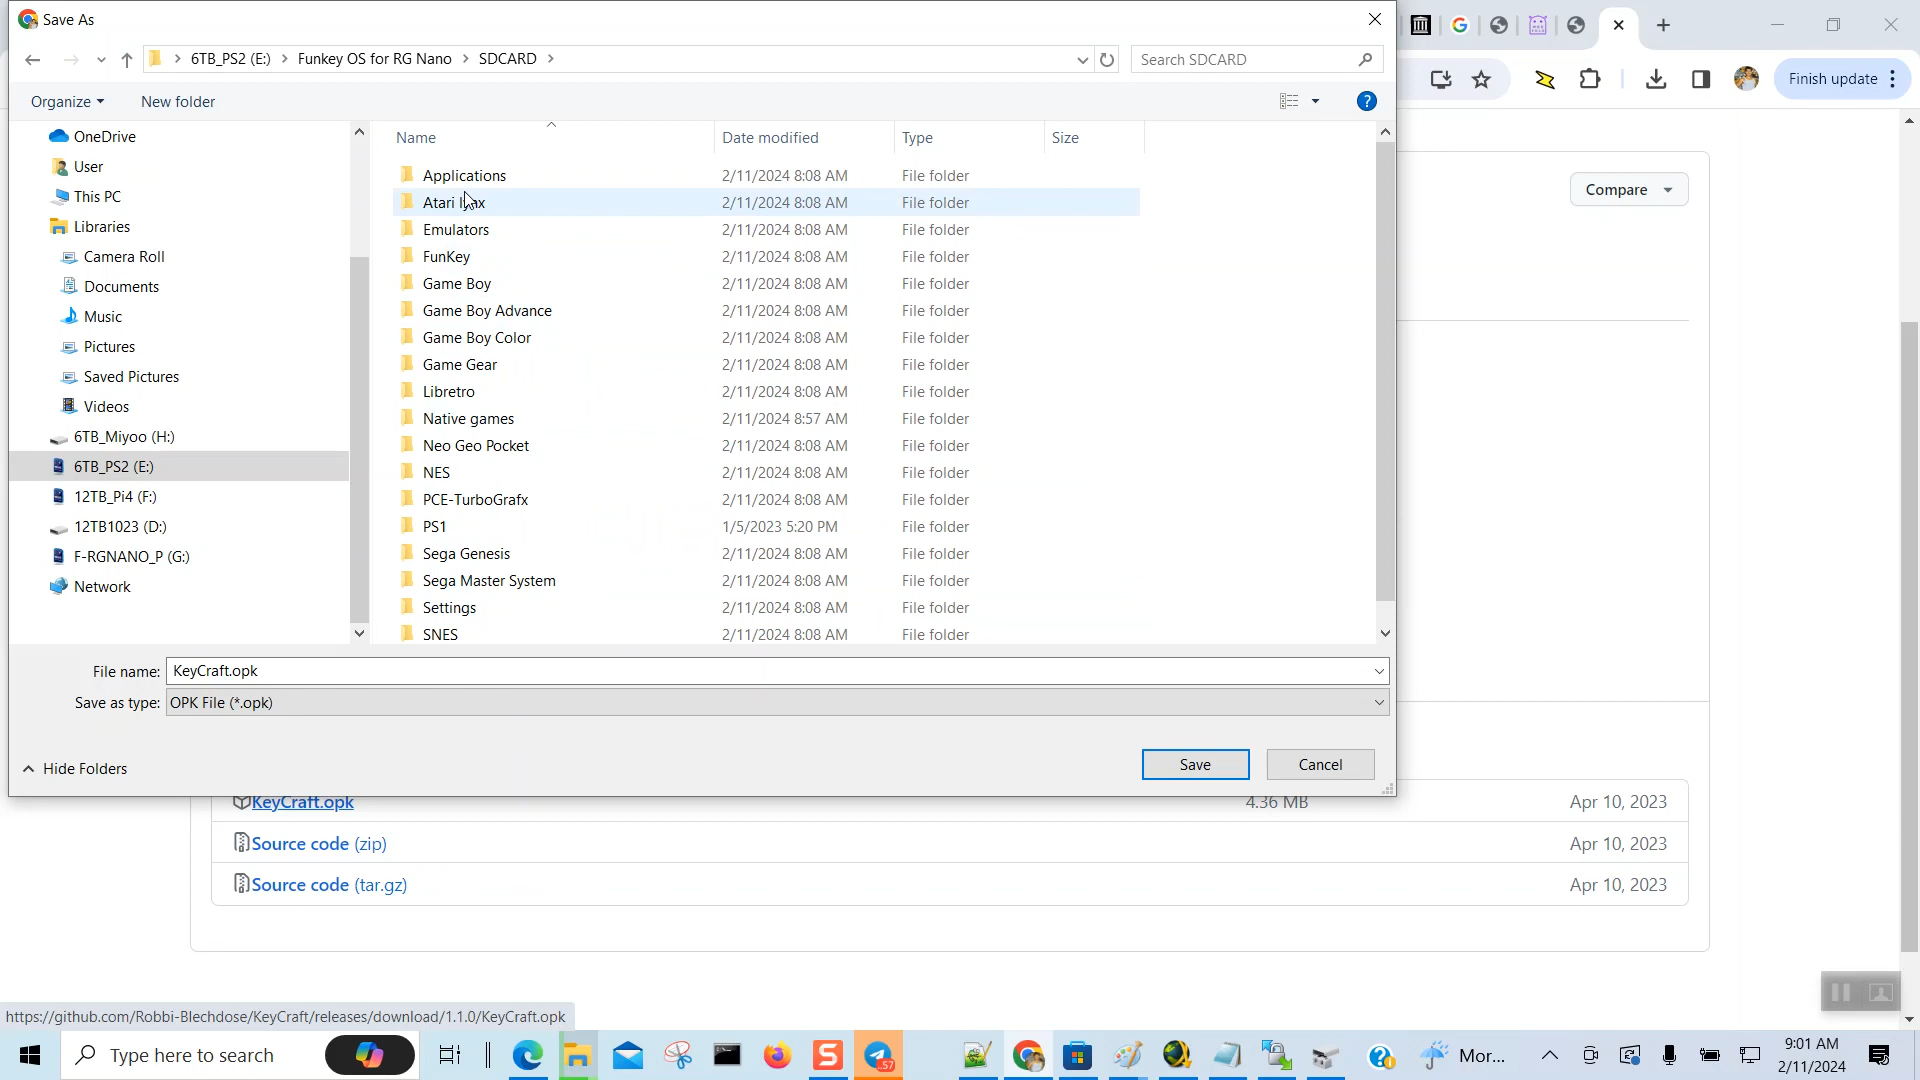 Save As
6TB_PS2 (E:) > Funkey OS for RG Nano > SDCARD >
Search SDCARD
Finish update
Organize
New folder
?
Name
Date modified
Type
Size
OneDrive
User
This PC
Libraries
Camera Roll
Documents
Music
Pictures
Saved Pictures
Videos
6TB_Miyoo (H:)
6TB_PS2 (E:)
12TB_Pi4 (F:)
12TB1023 (D:)
F-RGNANO_P (G:)
Network
Applications 2/11/2024 8:08 AM File folder
Atari 2/11/2024 8:08 AM File folder
Emulators 2/11/2024 8:08 AM File folder
FunKey 2/11/2024 8:08 AM File folder
Game Boy 2/11/2024 8:08 AM File folder
Game Boy Advance 2/11/2024 8:08 AM File folder
Game Boy Color 2/11/2024 8:08 AM File folder
Game Gear 2/11/2024 8:08 AM File folder
Libretro 2/11/2024 8:08 AM File folder
Native games 2/11/2024 8:57 AM File folder
Neo Geo Pocket 2/11/2024 8:08 AM File folder
NES 2/11/2024 8:08 AM File folder
PCE-TurboGrafx 2/11/2024 8:08 AM File folder
PS1 1/5/2023 5:20 PM File folder
Sega Genesis 2/11/2024 8:08 AM File folder
Sega Master System 2/11/2024 8:08 AM File folder
Settings 2/11/2024 8:08 AM File folder
SNES 2/11/2024 8:08 AM File folder
Compare
File name: KeyCraft.opk
Save as type: OPK File (*.opk)
Hide Folders
Save
Cancel
KeyCraft.opk 4.36 MB Apr 10, 2023
Source code (zip) Apr 10, 2023
Source code (tar.gz) Apr 10, 2023
https://github.com/Robbi-Blechdose/KeyCraft/releases/download/1.1.0/KeyCraft.opk
Type here to search
57
Mor...
9:01 AM
2/11/2024